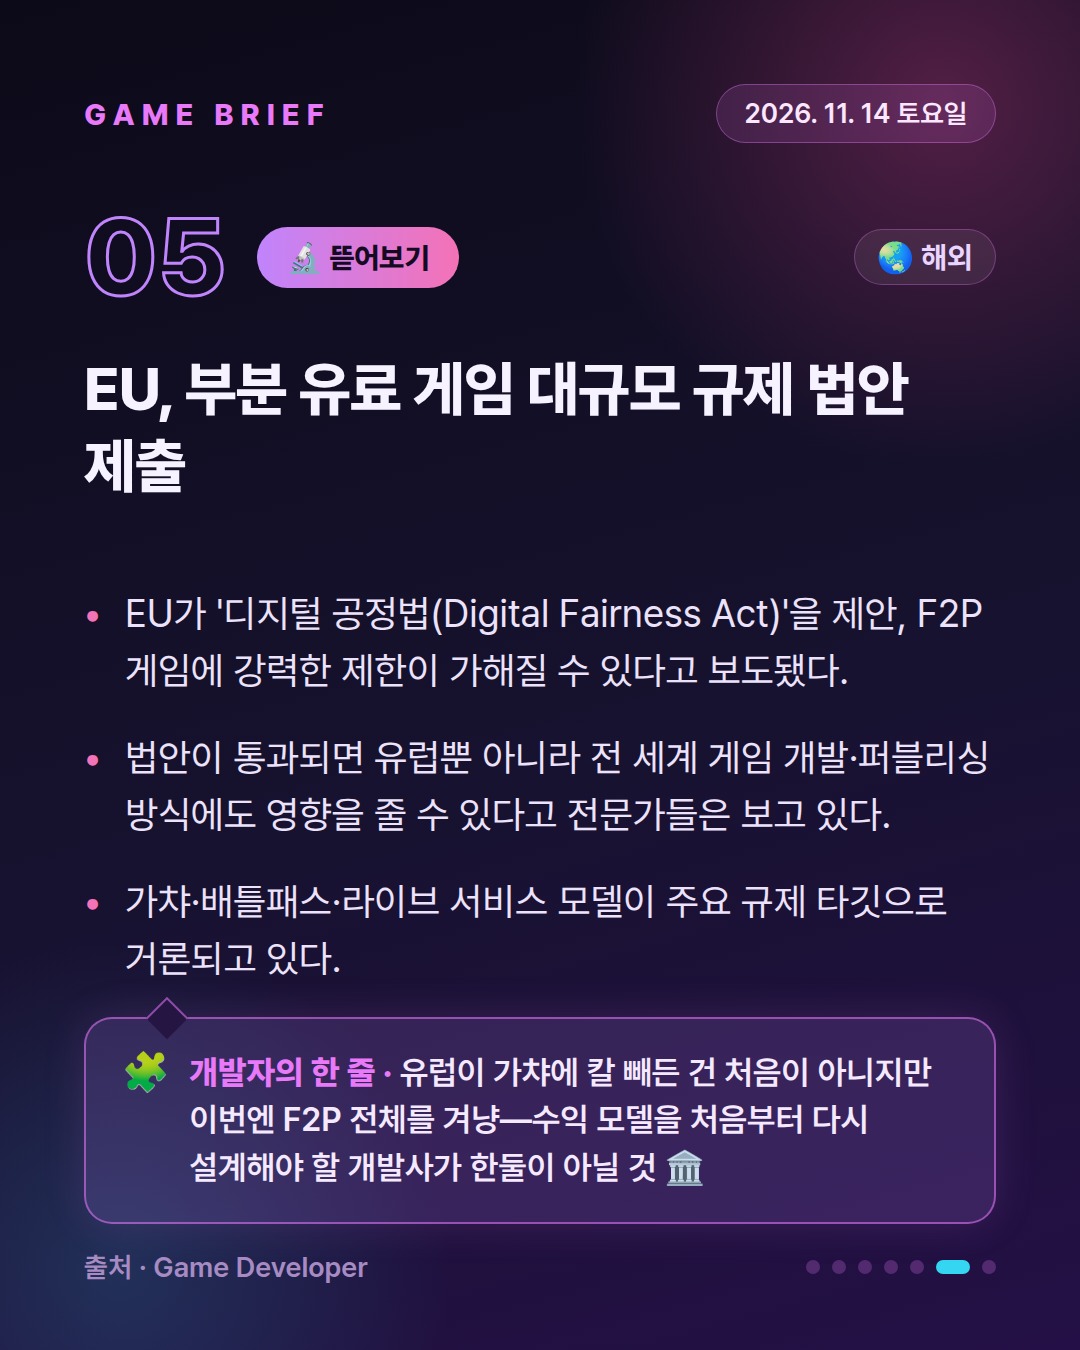 GAME BRIEF
2026. 11. 14 토요일
05
뜯어보기
해외
EU, 부분 유료 게임 대규모 규제 법안
제출
• EU가 '디지털 공정법(Digital Fairness Act)'을 제안, F2P
게임에 강력한 제한이 가해질 수 있다고 보도됐다.
• 법안이 통과되면 유럽뿐 아니라 전 세계 게임 개발·퍼블리싱
방식에도 영향을 줄 수 있다고 전문가들은 보고 있다.
• 가챠·배틀패스·라이브 서비스 모델이 주요 규제 타깃으로
거론되고 있다.
개발자의 한 줄 · 유럽이 가챠에 칼 빼든 건 처음이 아니지만
이번엔 F2P 전체를 겨냥—수익 모델을 처음부터 다시
설계해야 할 개발사가 한둘이 아닐 것 🏛️
출처 · Game Developer